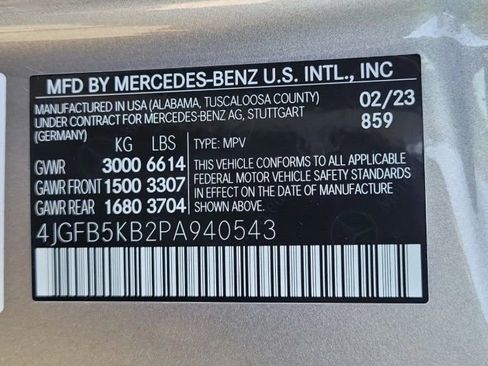 MFD BY MERCEDES-BENZ U.S. INTL., INC
MANUFACTURED IN USA (ALABAMA, TUSCALOOSA COUNTY) 02/23
UNDER CONTRACT FOR MERCEDES-BENZ AG, STUTTGART 859
(GERMANY) KG LBS TYPE: MPV
GVWR 3000 6614 THIS VEHICLE CONFORMS TO ALL APPLICABLE
GAWR FRONT 1500 3307 FEDERAL MOTOR VEHICLE SAFETY STANDARDS
GAWR REAR 1680 3704 IN EFFECT ON THE DATE OF MANUFACTURE
SHOWN ABOVE.
4JGFB5KB2PA940543